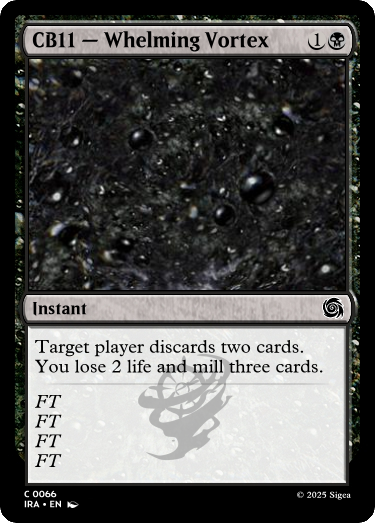 CB11 — Whelming Vortex 1
Instant
Target player discards two cards.
You lose 2 life and mill three cards.
FT
FT
FT
FT
C 0066
IRA • EN
© 2025 Sigea